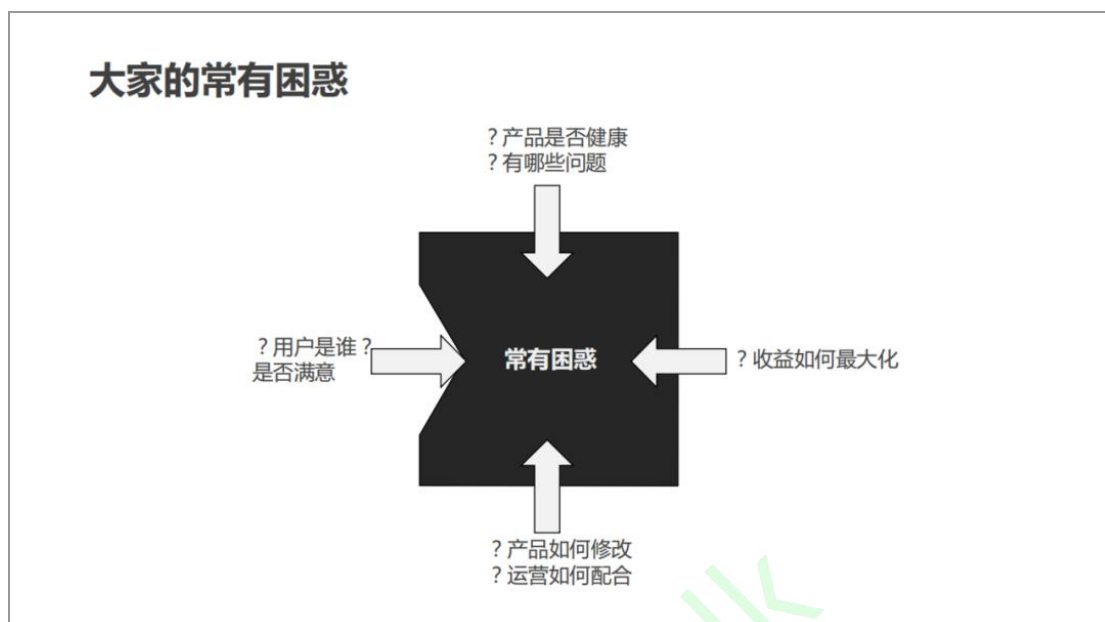 大家的常有困惑
？产品是否健康
？有哪些问题
？用户是谁？
是否满意
常有困惑
？收益如何最大化
？产品如何修改
？运营如何配合